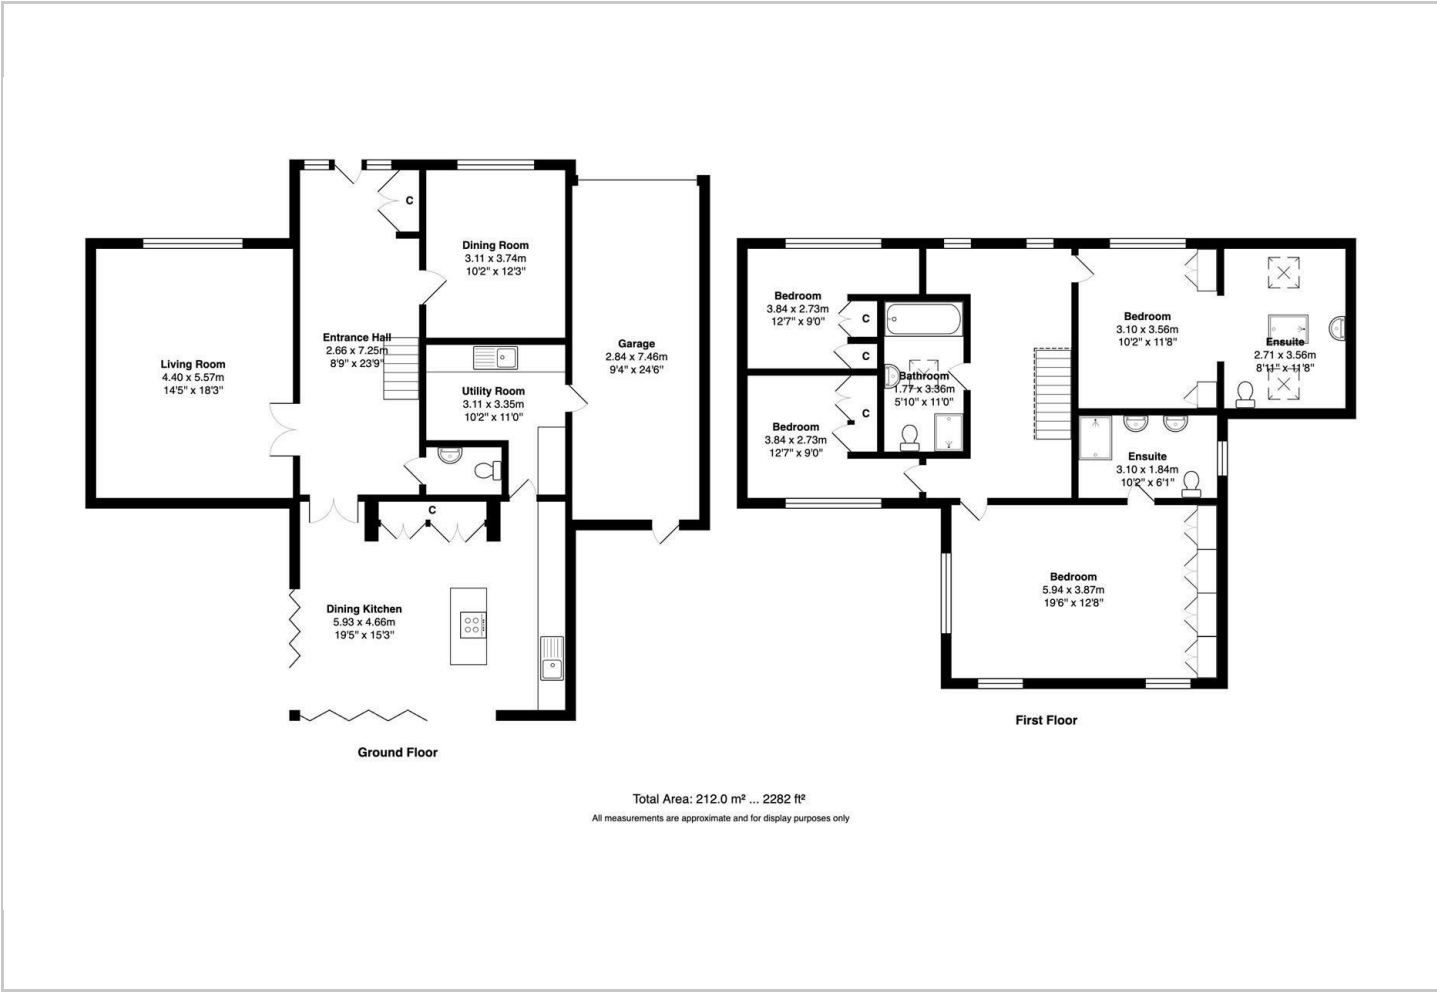 C
Dining Room
3.11 x 3.74m
10'2" x 12'3"
Entrance Hall
2.66 x 7.25m
8'9" x 23'9"
Living Room
4.40 x 5.57m
14'5" x 18'3"
Garage
2.84 x 7.46m
9'4" x 24'6"
Utility Room
3.11 x 3.35m
10'2" x 11'0"
C
Dining Kitchen
5.93 x 4.66m
19'5" x 15'3"
Ground Floor
Bedroom
3.84 x 2.73m
12'7" x 9'0"
C
C
Bathroom
1.77 x 3.36m
5'10" x 11'0"
Bedroom
3.84 x 2.73m
12'7" x 9'0"
C
Bedroom
3.10 x 3.56m
10'2" x 11'8"
Ensuite
2.71 x 3.56m
8'11" x 11'8"
Ensuite
3.10 x 1.84m
10'2" x 6'1"
Bedroom
5.94 x 3.87m
19'6" x 12'8"
First Floor
Total Area: 212.0 m² ... 2282 ft²
All measurements are approximate and for display purposes only